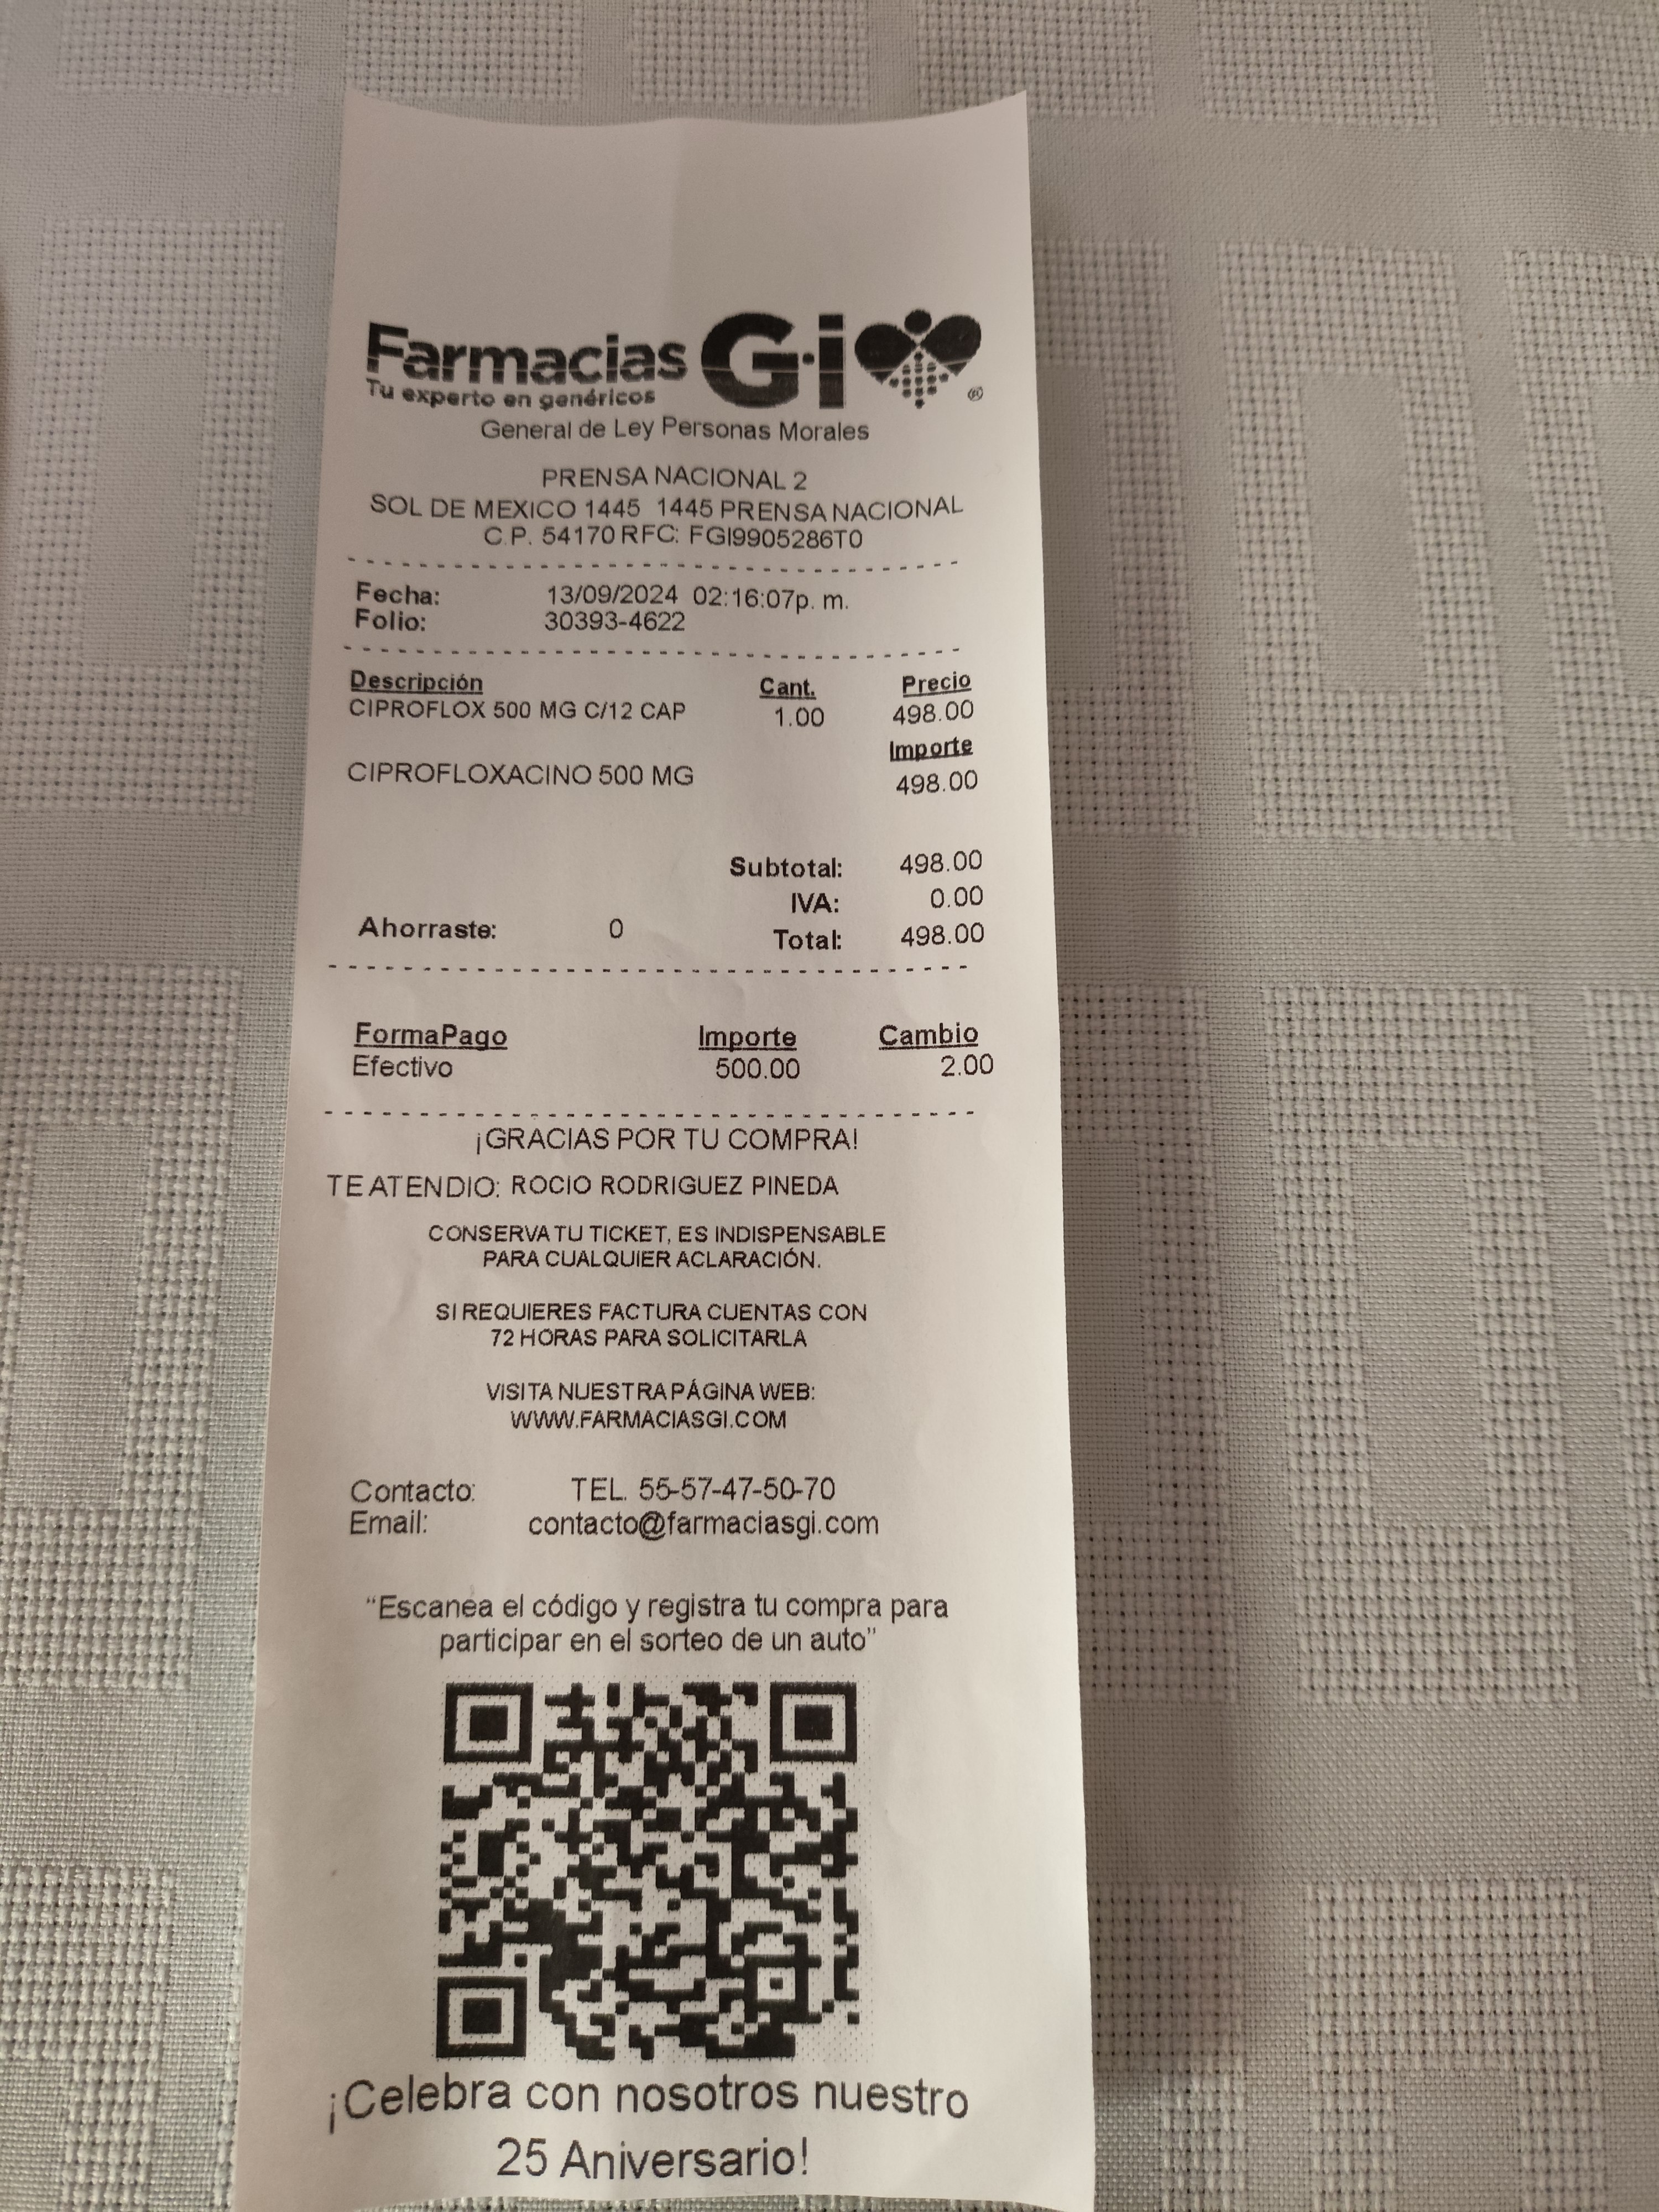 Farmacias G·i ®
Tu experto en genéricos
General de Ley Personas Morales
PRENSA NACIONAL 2
SOL DE MEXICO 1445 1445 PRENSA NACIONAL
C.P. 54170 RFC: FGI9905286T0
Fecha: 13/09/2024 02:16:07p. m.
Folio: 30393-4622
Descripción Cant. Precio
CIPROFLOX 500 MG C/12 CAP 1.00 498.00
Importe
CIPROFLOXACINO 500 MG 498.00
Subtotal: 498.00
IVA: 0.00
Ahorraste: 0 Total: 498.00
FormaPago Importe Cambio
Efectivo 500.00 2.00
¡GRACIAS POR TU COMPRA!
TE ATENDIO: ROCIO RODRIGUEZ PINEDA
CONSERVA TU TICKET, ES INDISPENSABLE
PARA CUALQUIER ACLARACIÓN.
SI REQUIERES FACTURA CUENTAS CON
72 HORAS PARA SOLICITARLA
VISITA NUESTRA PÁGINA WEB:
WWW.FARMACIASGI.COM
Contacto: TEL. 55-57-47-50-70
Email: contacto@farmaciasgi.com
“Escanea el código y registra tu compra para
participar en el sorteo de un auto”
¡Celebra con nosotros nuestro
25 Aniversario!